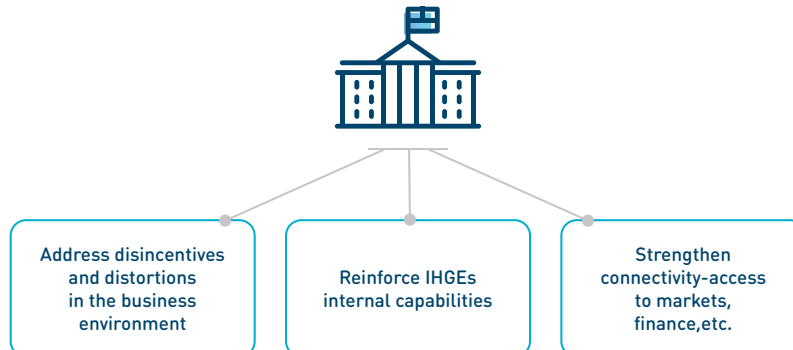 Address disincentives
and distortions
in the business
environment
Reinforce IHGEs
internal capabilities
Strengthen
connectivity-access
to markets,
finance,etc.